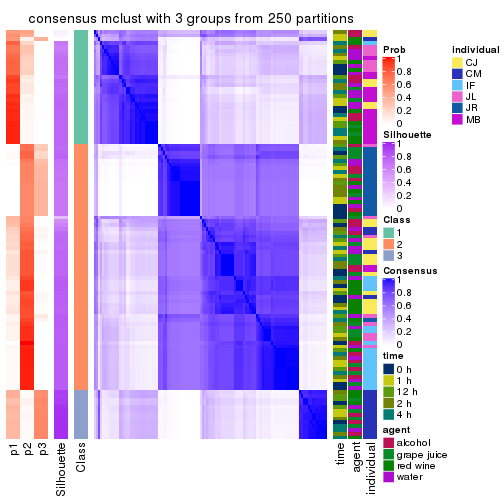 consensus mclust with 3 groups from 250 partitions
p1
p2
p3
Silhouette
Class
time
agent
individual
Prob
1
0.8
0.6
0.4
0.2
0
Silhouette
1
0.8
0.6
0.4
0.2
0
Class
1
2
3
Consensus
1
0.8
0.6
0.4
0.2
0
time
0 h
1 h
12 h
2 h
4 h
agent
alcohol
grape juice
red wine
water
individual
CJ
CM
IF
JL
JR
MB